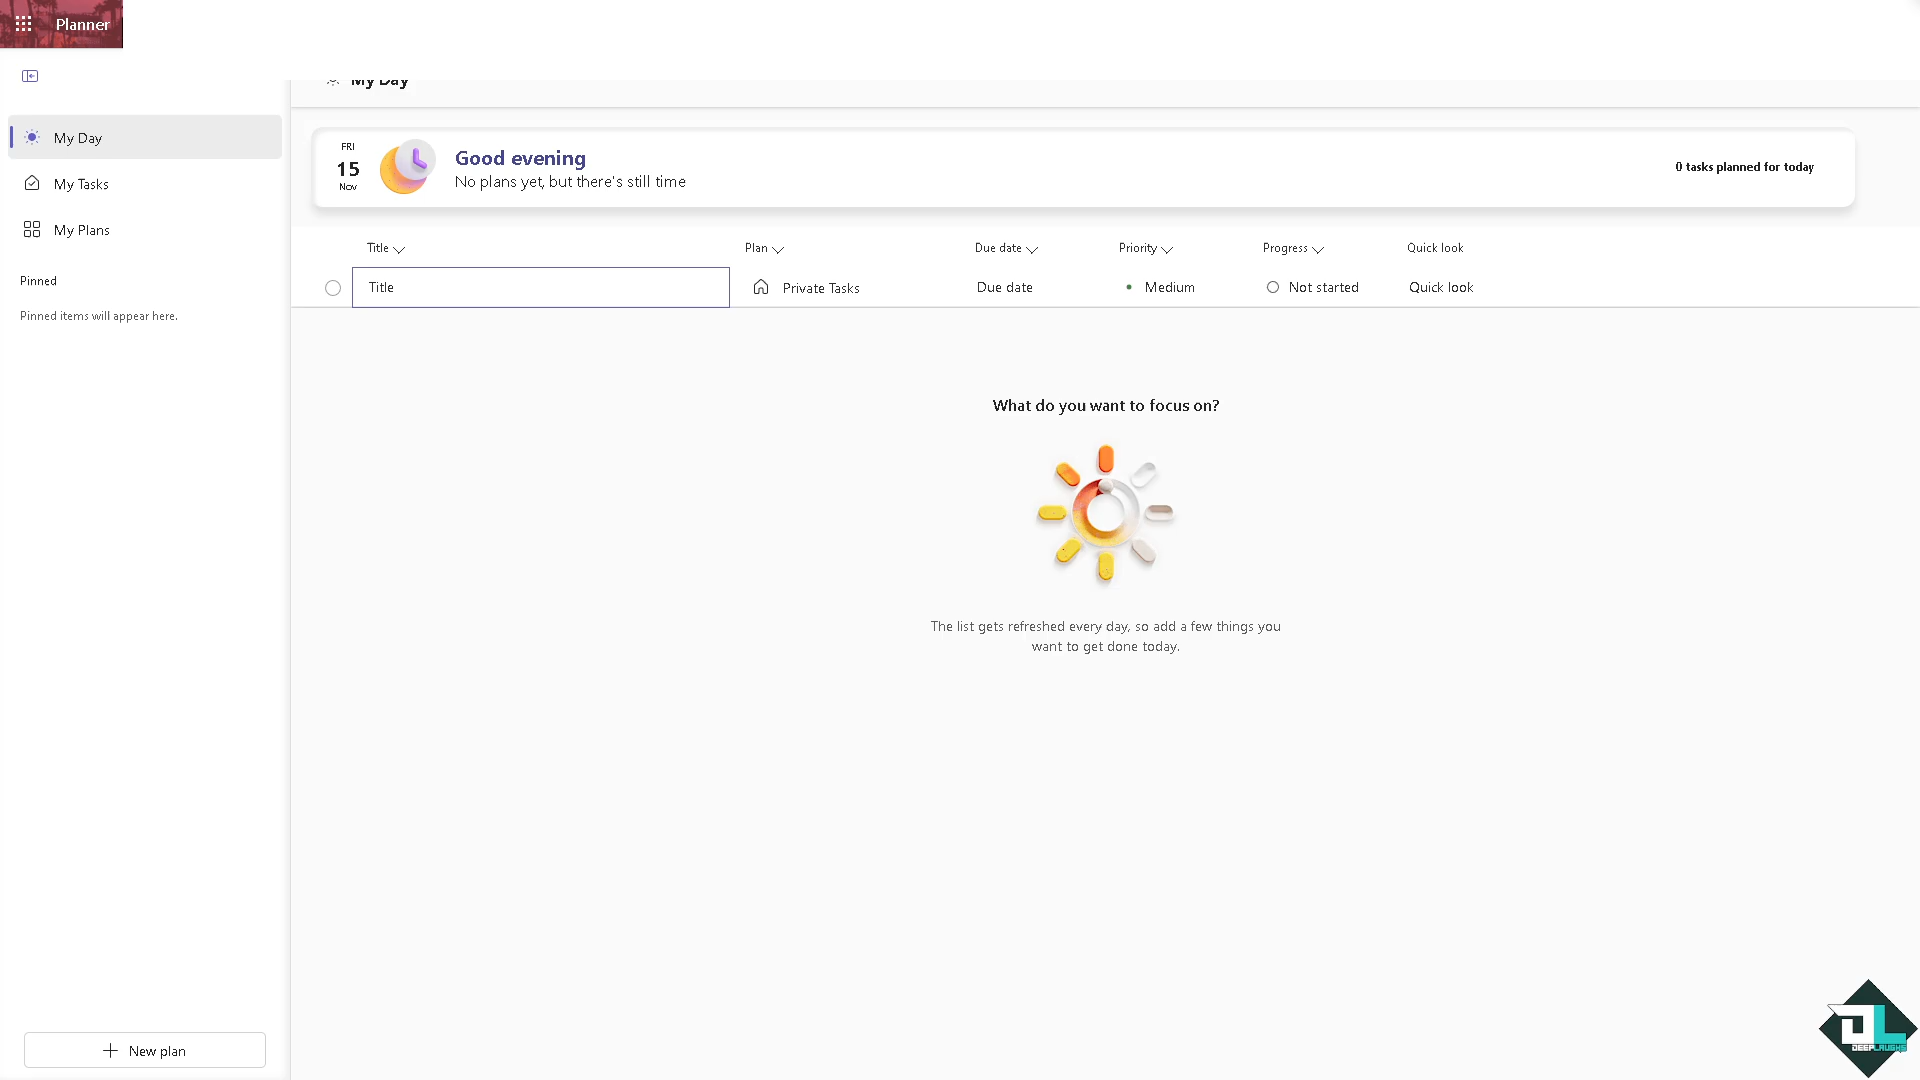 Planner
My Day
My Day
My Tasks
My Plans
Pinned
Pinned items will appear here.
New plan
FRI
15
Nov
Good evening
No plans yet, but there's still time
0 tasks planned for today
Title Plan Due date Priority Progress Quick look
Title Private Tasks Due date Medium Not started Quick look
What do you want to focus on?
The list gets refreshed every day, so add a few things you
want to get done today.
DEEPLAUGHS